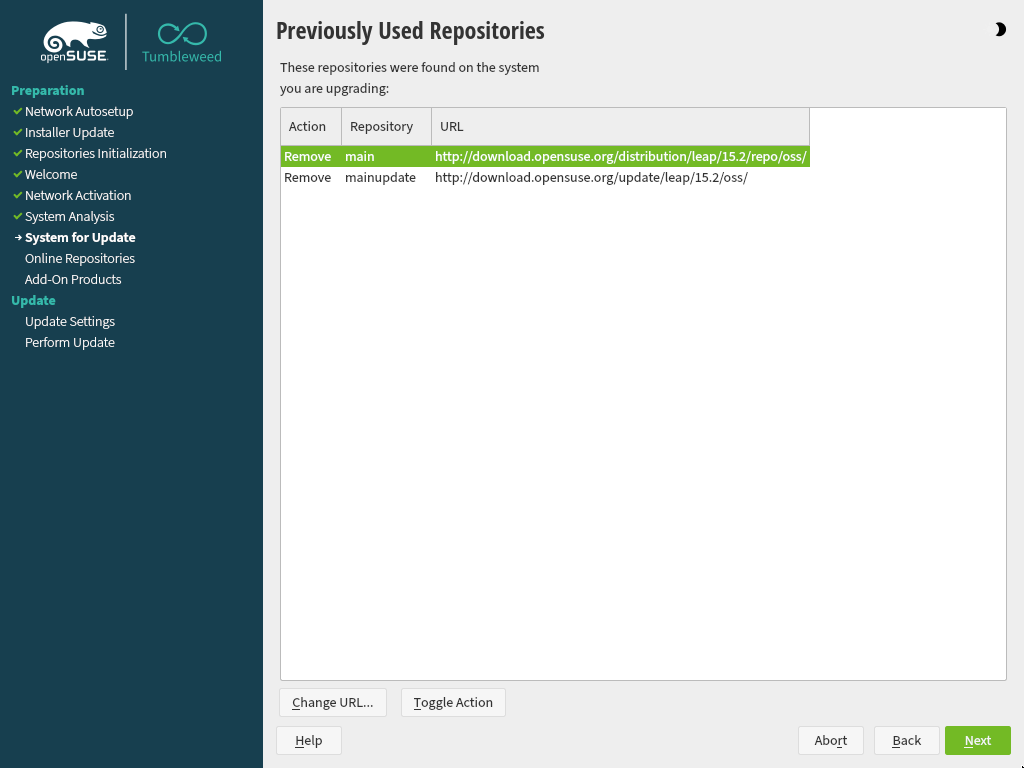 openSUSE
Tumbleweed
Preparation
Network Autosetup
Installer Update
Repositories Initialization
Welcome
Network Activation
System Analysis
System for Update
Online Repositories
Add-On Products
Update
Update Settings
Perform Update
Previously Used Repositories
These repositories were found on the system
you are upgrading:
Action Repository URL
Remove main http://download.opensuse.org/distribution/leap/15.2/repo/oss/
Remove mainupdate http://download.opensuse.org/update/leap/15.2/oss/
Change URL... Toggle Action
Help Abort Back Next